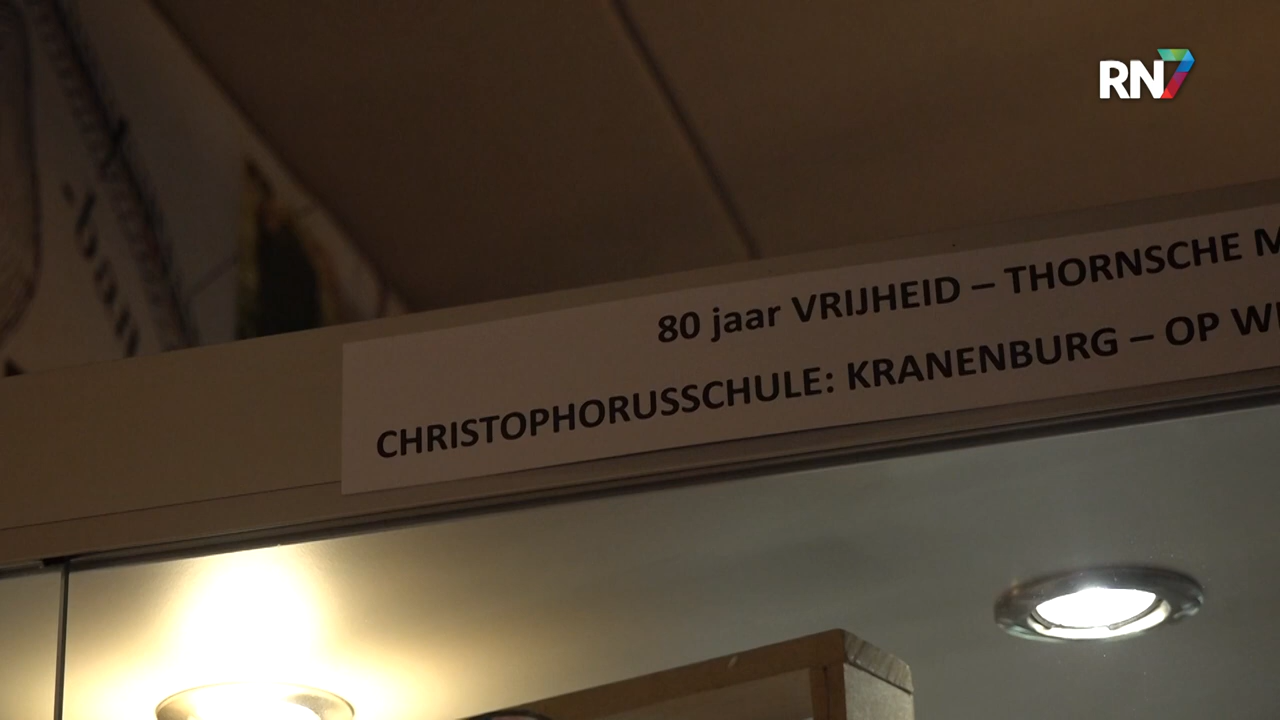 RN7
80 jaar VRIJHEID – THORNSCHE
CHRISTOPHORUSSCHULE: KRANENBURG – OP